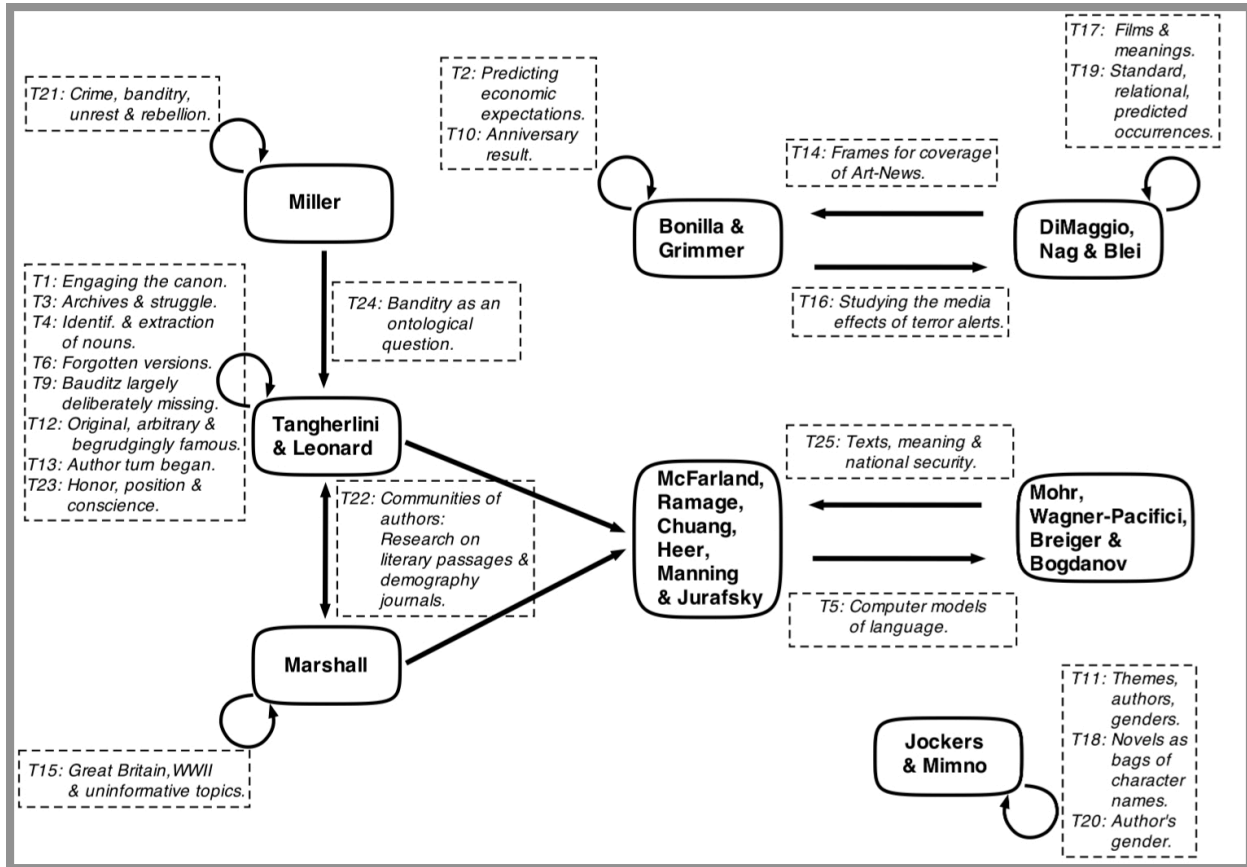 T21: Crime, banditry,
unrest & rebellion.
Miller
T2: Predicting
economic
expectations.
T10: Anniversary
result.
T17: Films &
meanings.
T19: Standard,
relational,
predicted
occurrences.
T14: Frames for coverage
of Art-News.
Bonilla &
Grimmer
DiMaggio,
Nag & Blei
T16: Studying the media
effects of terror alerts.
T1: Engaging the canon.
T3: Archives & struggle.
T4: Identif. & extraction
of nouns.
T6: Forgotten versions.
T9: Bauditz largely
deliberately missing.
T12: Original, arbitrary &
begrudgingly famous.
T13: Author turn began.
T23: Honor, position &
conscience.
T24: Banditry as an
ontological
question.
Tangherlini
& Leonard
T22: Communities of
authors:
Research on
literary passages &
demography
journals.
Marshall
T15: Great Britain,WWII
& uninformative topics.
McFarland,
Ramage,
Chuang,
Heer,
Manning
& Jurafsky
T25: Texts, meaning &
national security.
Mohr,
Wagner-Pacifici,
Breiger &
Bogdanov
T5: Computer models
of language.
Jockers
& Mimno
T11: Themes,
authors,
genders.
T18: Novels as
bags of
character
names.
T20: Author's
gender.